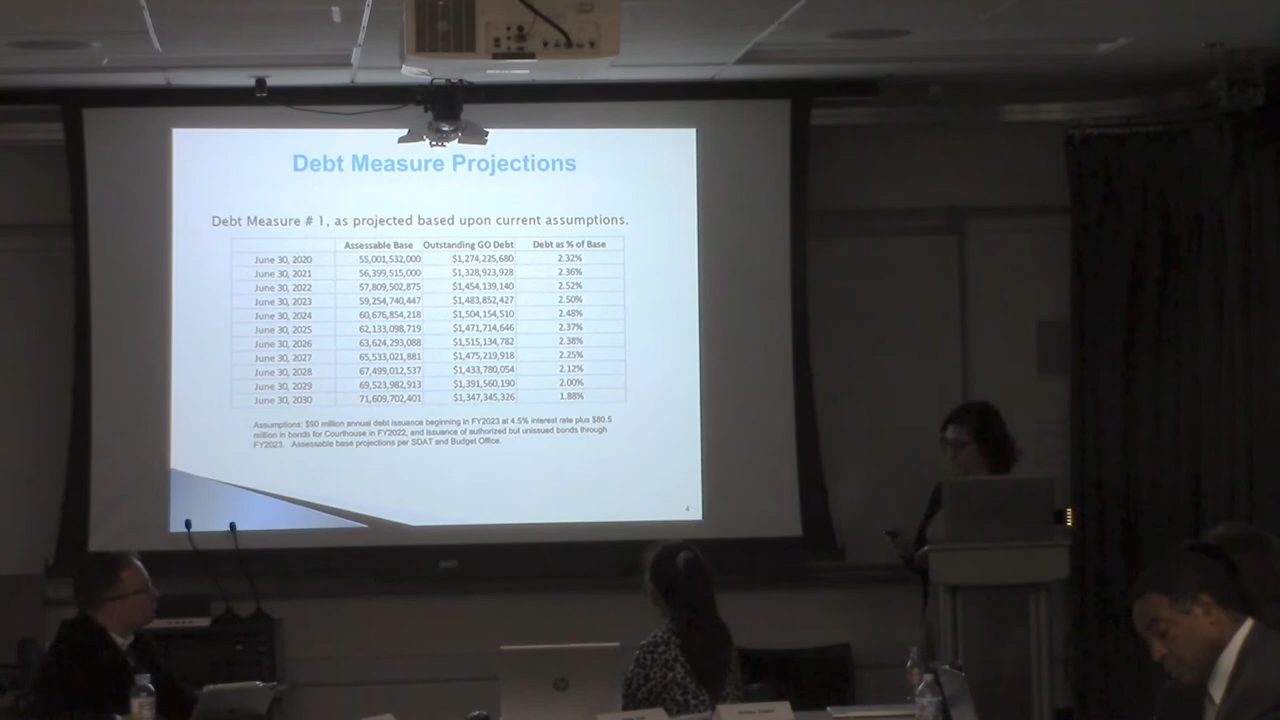 Debt Measure Projections
Debt Measure # 1, as projected based upon current assumptions.
Assessable Base Outstanding GO Debt Debt as % of Base
June 30, 2020 55,001,532,000 $1,274,225,680 2.32%
June 30, 2021 56,399,515,000 $1,328,923,928 2.36%
June 30, 2022 57,809,502,875 $1,454,139,140 2.52%
June 30, 2023 59,254,740,447 $1,483,852,427 2.50%
June 30, 2024 60,676,854,218 $1,504,154,510 2.48%
June 30, 2025 62,133,098,719 $1,471,714,646 2.37%
June 30, 2026 63,624,293,088 $1,515,134,782 2.38%
June 30, 2027 65,533,021,881 $1,475,219,918 2.25%
June 30, 2028 67,499,012,537 $1,433,780,054 2.12%
June 30, 2029 69,523,982,913 $1,391,560,190 2.00%
June 30, 2030 71,609,702,401 $1,347,345,326 1.88%
Assumptions: $90 million annual debt issuance beginning in FY2023 at 4.5% interest rate plus $80.5
million in bonds for Courthouse in FY2022, and issuance of authorized but unissued bonds through
FY2023. Assessable base projections per SDAT and Budget Office.
4
hp